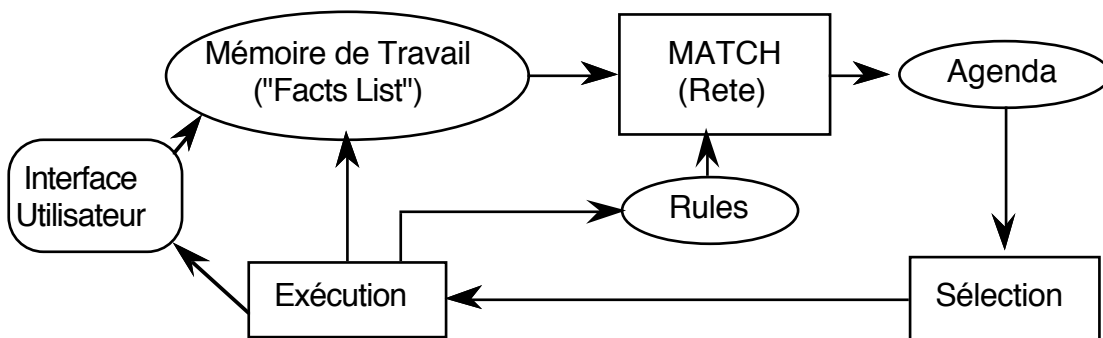 Mémoire de Travail
("Facts List")
MATCH
(Rete)
Agenda
Interface
Utilisateur
Rules
Exécution
Sélection